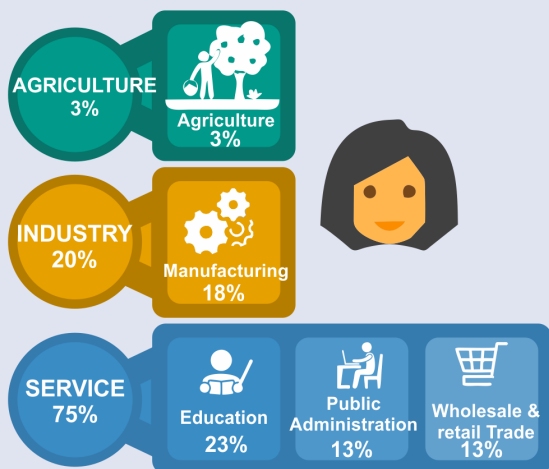 AGRICULTURE
3%
Agriculture
3%
INDUSTRY
20%
Manufacturing
18%
SERVICE
75%
Education
23%
Public
Administration
13%
Wholesale &
retail Trade
13%